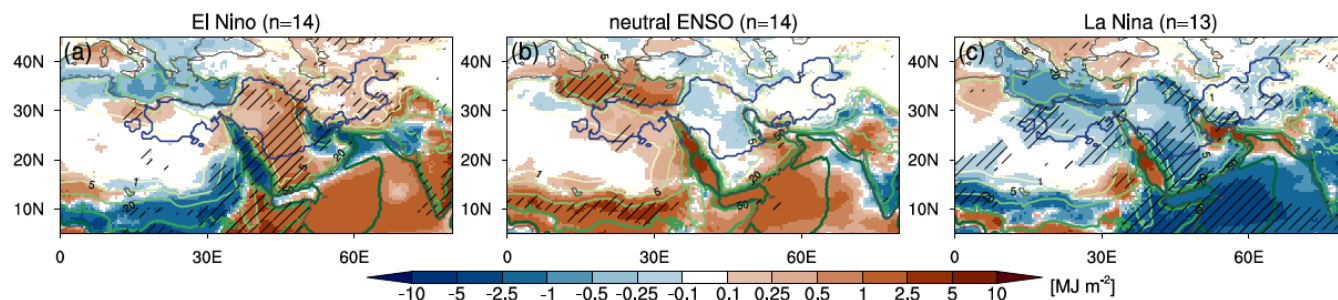 El Nino (n=14)
neutral ENSO (n=14)
La Nina (n=13)
(a)
(b)
(c)
40N
30N
20N
10N
40N
30N
20N
10N
40N
30N
20N
10N
0 30E 60E
0 30E 60E
0 30E 60E
-10 -5 -2.5 -1 -0.5 -0.25 -0.1 0.1 0.25 0.5 1 2.5 5 10 [MJ m⁻²]